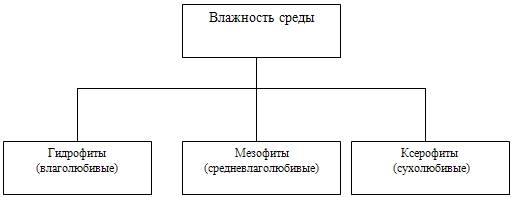 Влажность среды
Гидрофиты
(влаголюбивые)
Мезофиты
(средневлаголюбивые)
Ксерофиты
(сухолюбивые)